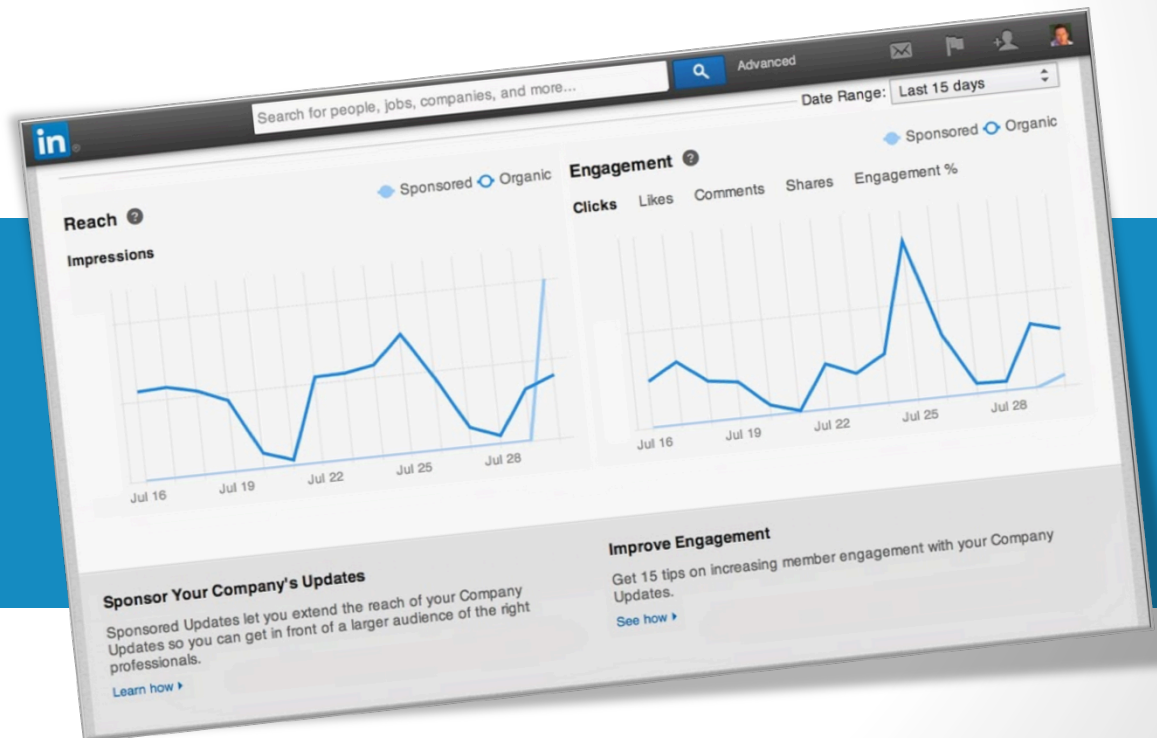 in
Search for people, jobs, companies, and more...
Advanced
Date Range: Last 15 days
Reach ?
Sponsored Organic
Impressions
Jul 16 Jul 19 Jul 22 Jul 25 Jul 28
Engagement ?
Sponsored Organic
Clicks Likes Comments Shares Engagement %
Jul 16 Jul 19 Jul 22 Jul 25 Jul 28
Sponsor Your Company's Updates
Sponsored Updates let you extend the reach of your Company
Updates so you can get in front of a larger audience of the right
professionals.
Learn how
Improve Engagement
Get 15 tips on increasing member engagement with your Company
Updates.
See how